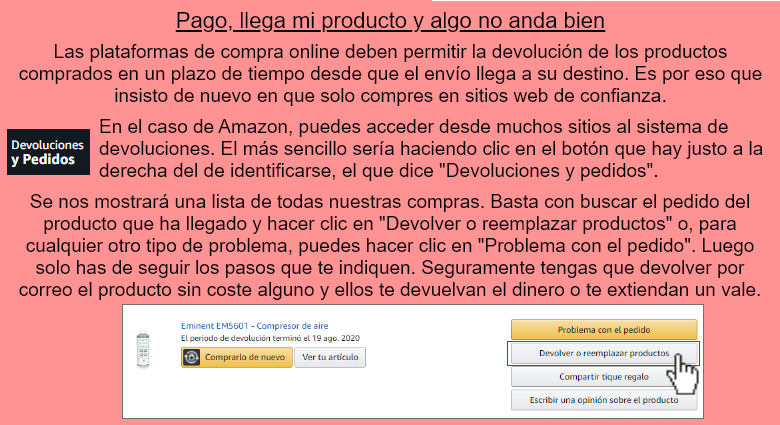 Pago, llega mi producto y algo no anda bien
Las plataformas de compra online deben permitir la devolución de los productos
comprados en un plazo de tiempo desde que el envío llega a su destino. Es por eso que
insisto de nuevo en que solo compres en sitios web de confianza.
Devoluciones
y Pedidos
En el caso de Amazon, puedes acceder desde muchos sitios al sistema de
devoluciones. El más sencillo sería haciendo clic en el botón que hay justo a la
derecha del de identificarse, el que dice "Devoluciones y pedidos".
Se nos mostrará una lista de todas nuestras compras. Basta con buscar el pedido del
producto que ha llegado y hacer clic en "Devolver o reemplazar productos" o, para
cualquier otro tipo de problema, puedes hacer clic en "Problema con el pedido". Luego
solo has de seguir los pasos que te indiquen. Seguramente tengas que devolver por
correo el producto sin coste alguno y ellos te devuelvan el dinero o te extiendan un vale.
Eminent EM5601 - Compresor de aire
El periodo de devolución terminó el 19 ago. 2020
Comprarlo de nuevo
Ver tu artículo
Problema con el pedido
Devolver o reemplazar productos
Compartir tique regalo
Escribir una opinión sobre el producto